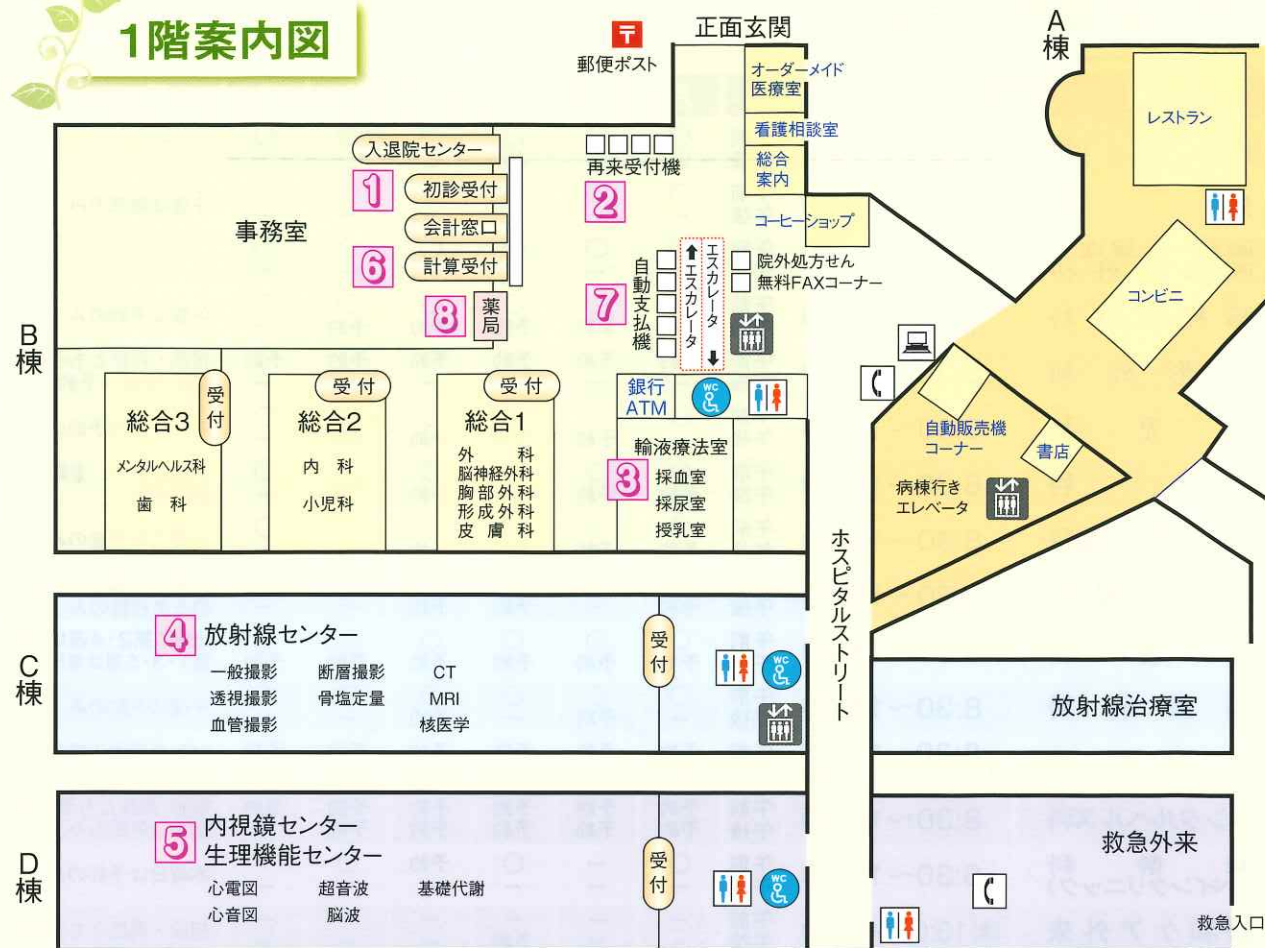 1階案内図
〒
郵便ポスト
正面玄関
A棟
オーダーメイド
医療室
看護相談室
総合
案内
コーヒーショップ
レストラン
コンビニ
入退院センター
1
初診受付
会計窓口
6
計算受付
8
薬局
事務室
再来受付機
2
7
自動支払機
エスカレータ
エスカレータ
院外処方せん
無料FAXコーナー
B棟
受付
総合3
メンタルヘルス科
歯 科
受付
総合2
内 科
小児科
受付
総合1
外 科
脳神経外科
胸部外科
形成外科
皮膚科
銀行
ATM
WC
輸液療法室
3
採血室
採尿室
授乳室
自動販売機
コーナー
書店
病棟行き
エレベータ
ホスピタルストリート
C棟
4
放射線センター
一般撮影 断層撮影 CT
透視撮影 骨塩定量 MRI
血管撮影 核医学
受付
WC
放射線治療室
D棟
5
内視鏡センター
生理機能センター
心電図 超音波 基礎代謝
心音図 脳波
受付
WC
救急外来
救急入口